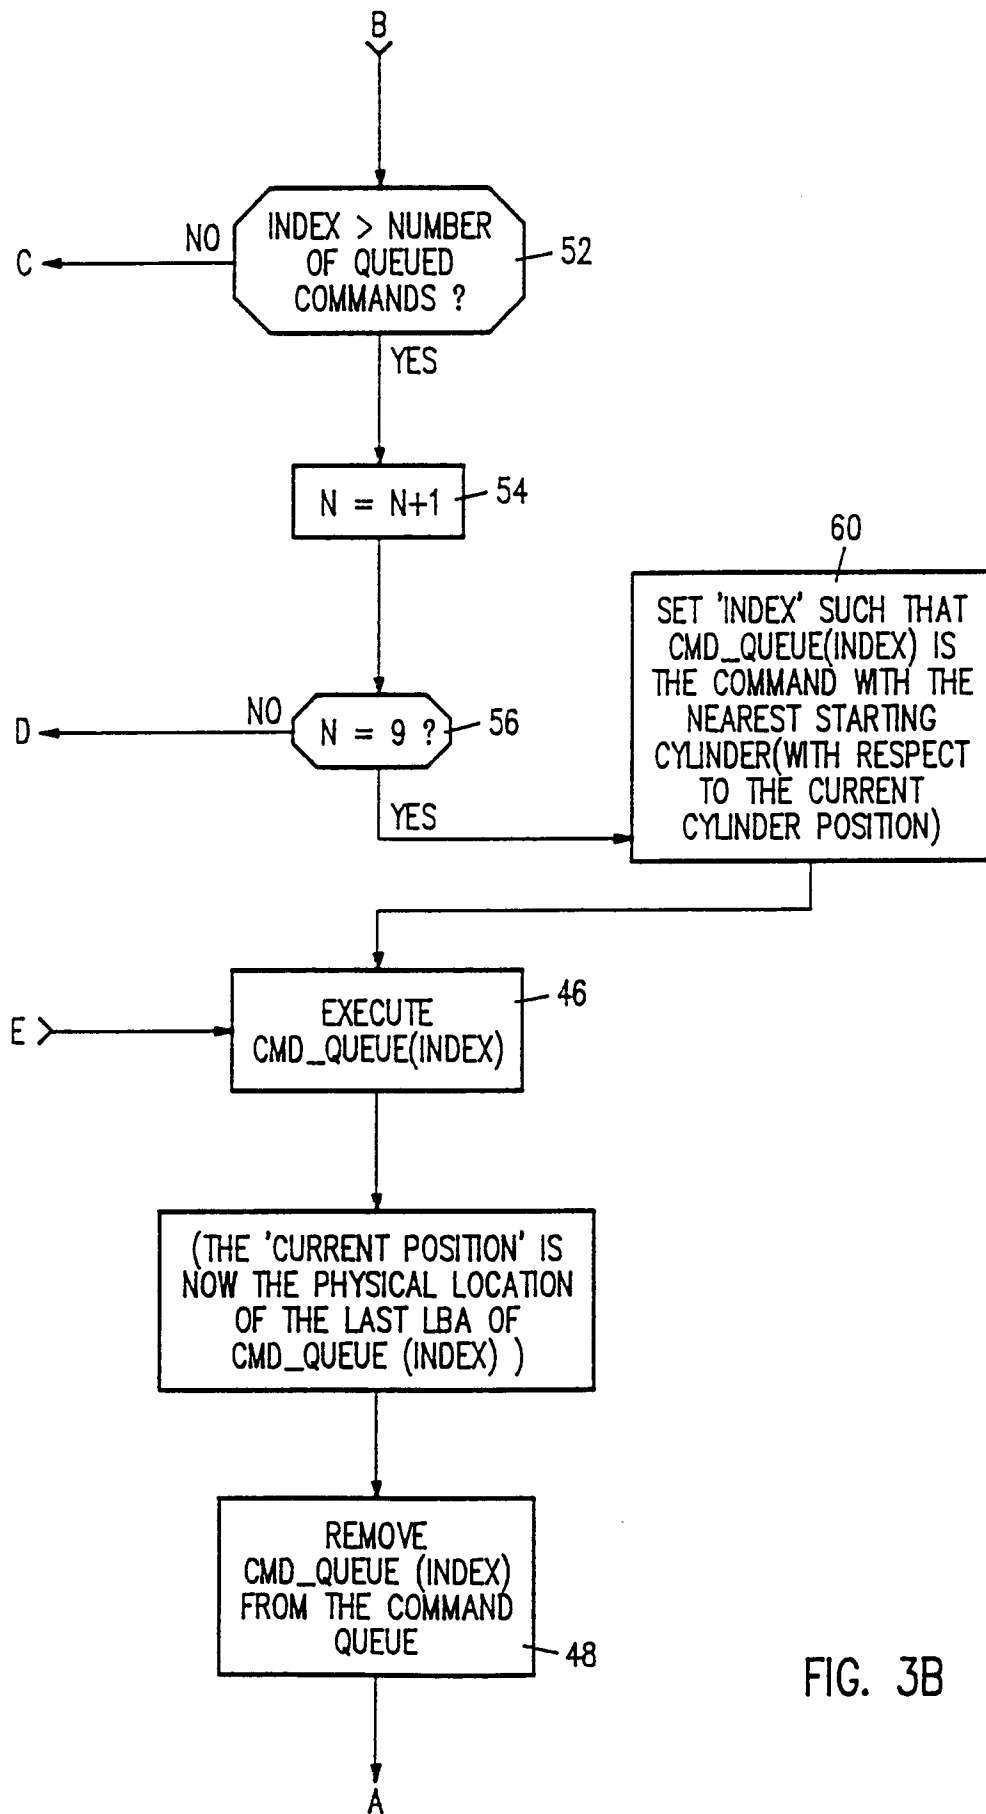 B
INDEX > NUMBER
OF QUEUED
COMMANDS ?
52
NO
C
YES
N = N+1
54
60
SET 'INDEX' SUCH THAT
CMD_QUEUE(INDEX) IS
THE COMMAND WITH THE
NEAREST STARTING
CYLINDER(WITH RESPECT
TO THE CURRENT
CYLINDER POSITION)
N = 9 ?
56
NO
D
YES
E
EXECUTE
CMD_QUEUE(INDEX)
46
(THE 'CURRENT POSITION' IS
NOW THE PHYSICAL LOCATION
OF THE LAST LBA OF
CMD_QUEUE (INDEX) )
REMOVE
CMD_QUEUE (INDEX)
FROM THE COMMAND
QUEUE
48
A
FIG. 3B